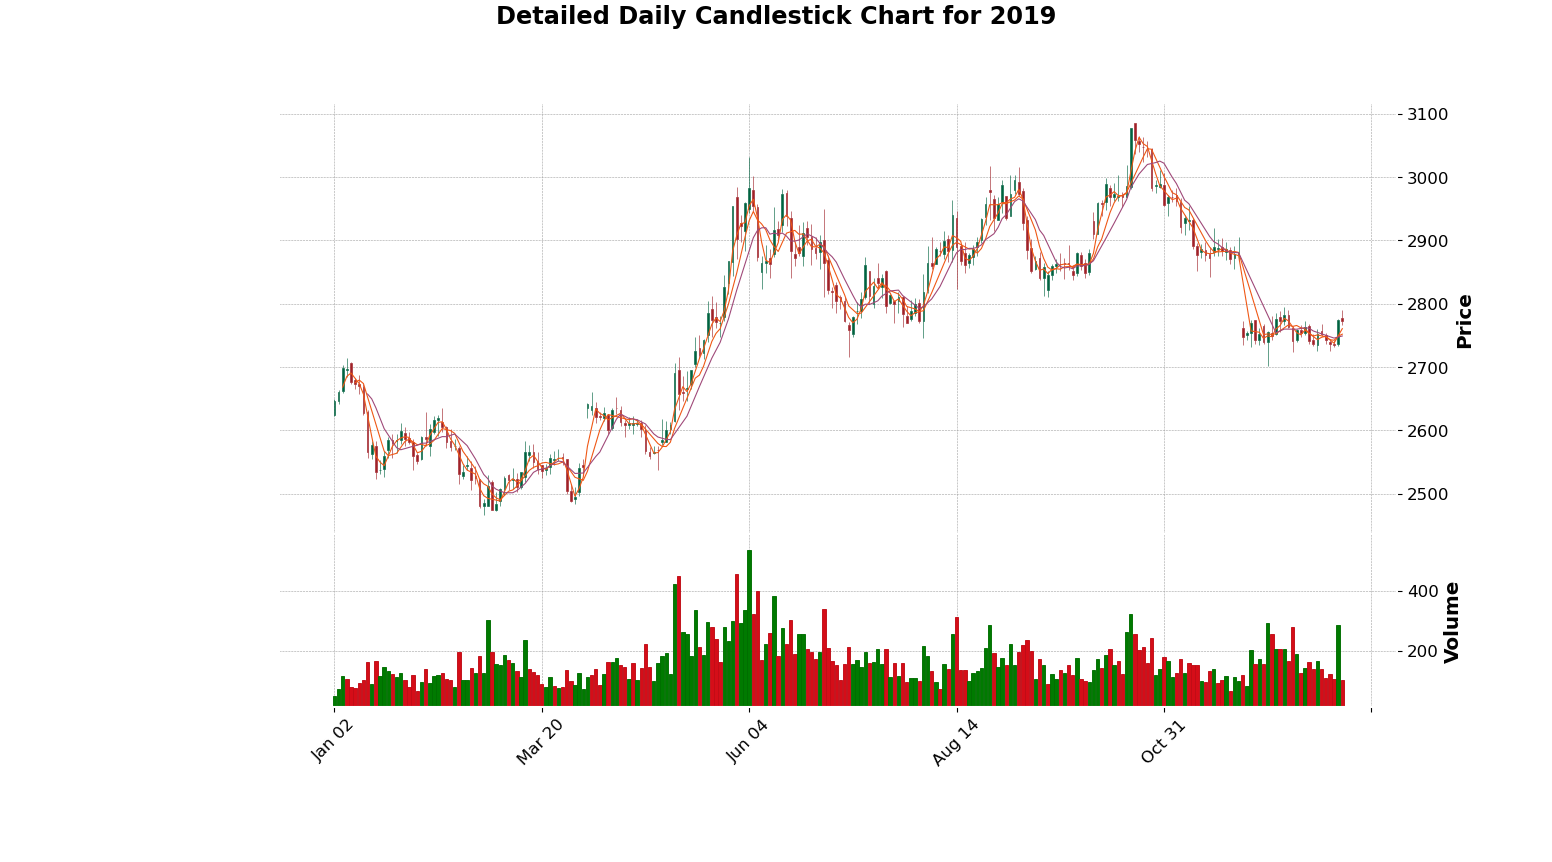 Detailed Daily Candlestick Chart for 2019
3100
3000
2900
2800
2700
2600
2500
Price
400
200
Volume
Jan 02
Mar 20
Jun 04
Aug 14
Oct 31